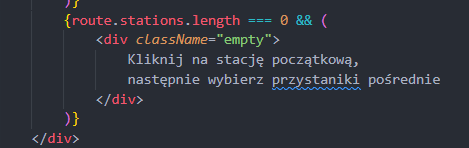 )}
{route.stations.length === 0 && (
<div className="empty">
Kliknij na stację początkową,
następnie wybierz przystaniki pośrednie
</div>
)}
</div>